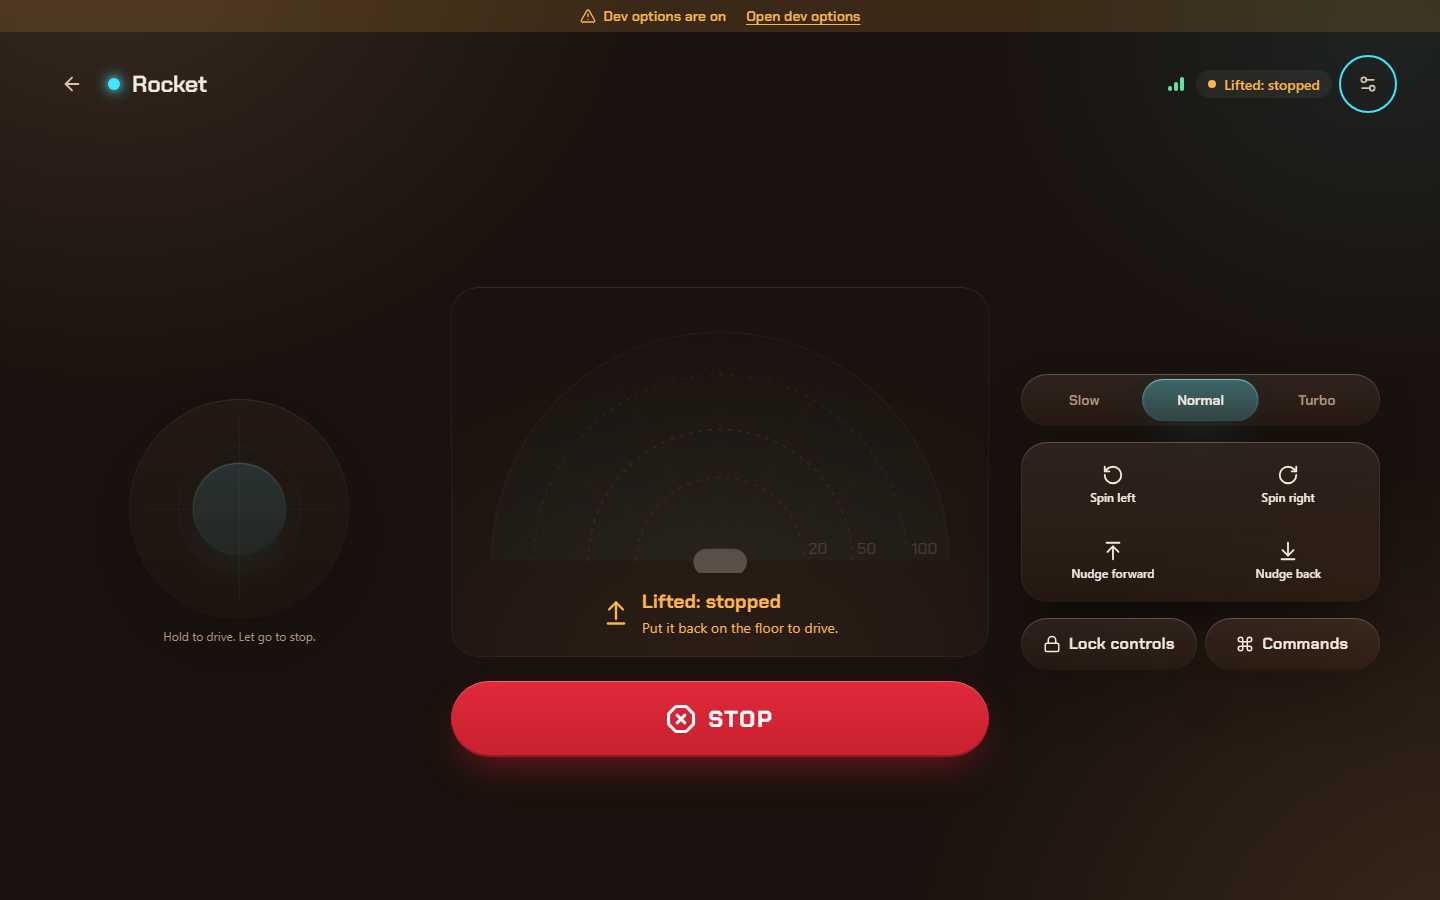 Dev options are on Open dev options
Rocket
Lifted: stopped
Slow Normal Turbo
Spin left Spin right
20 50 100
Nudge forward Nudge back
Lifted: stopped
Put it back on the floor to drive.
Hold to drive. Let go to stop.
Lock controls Commands
STOP